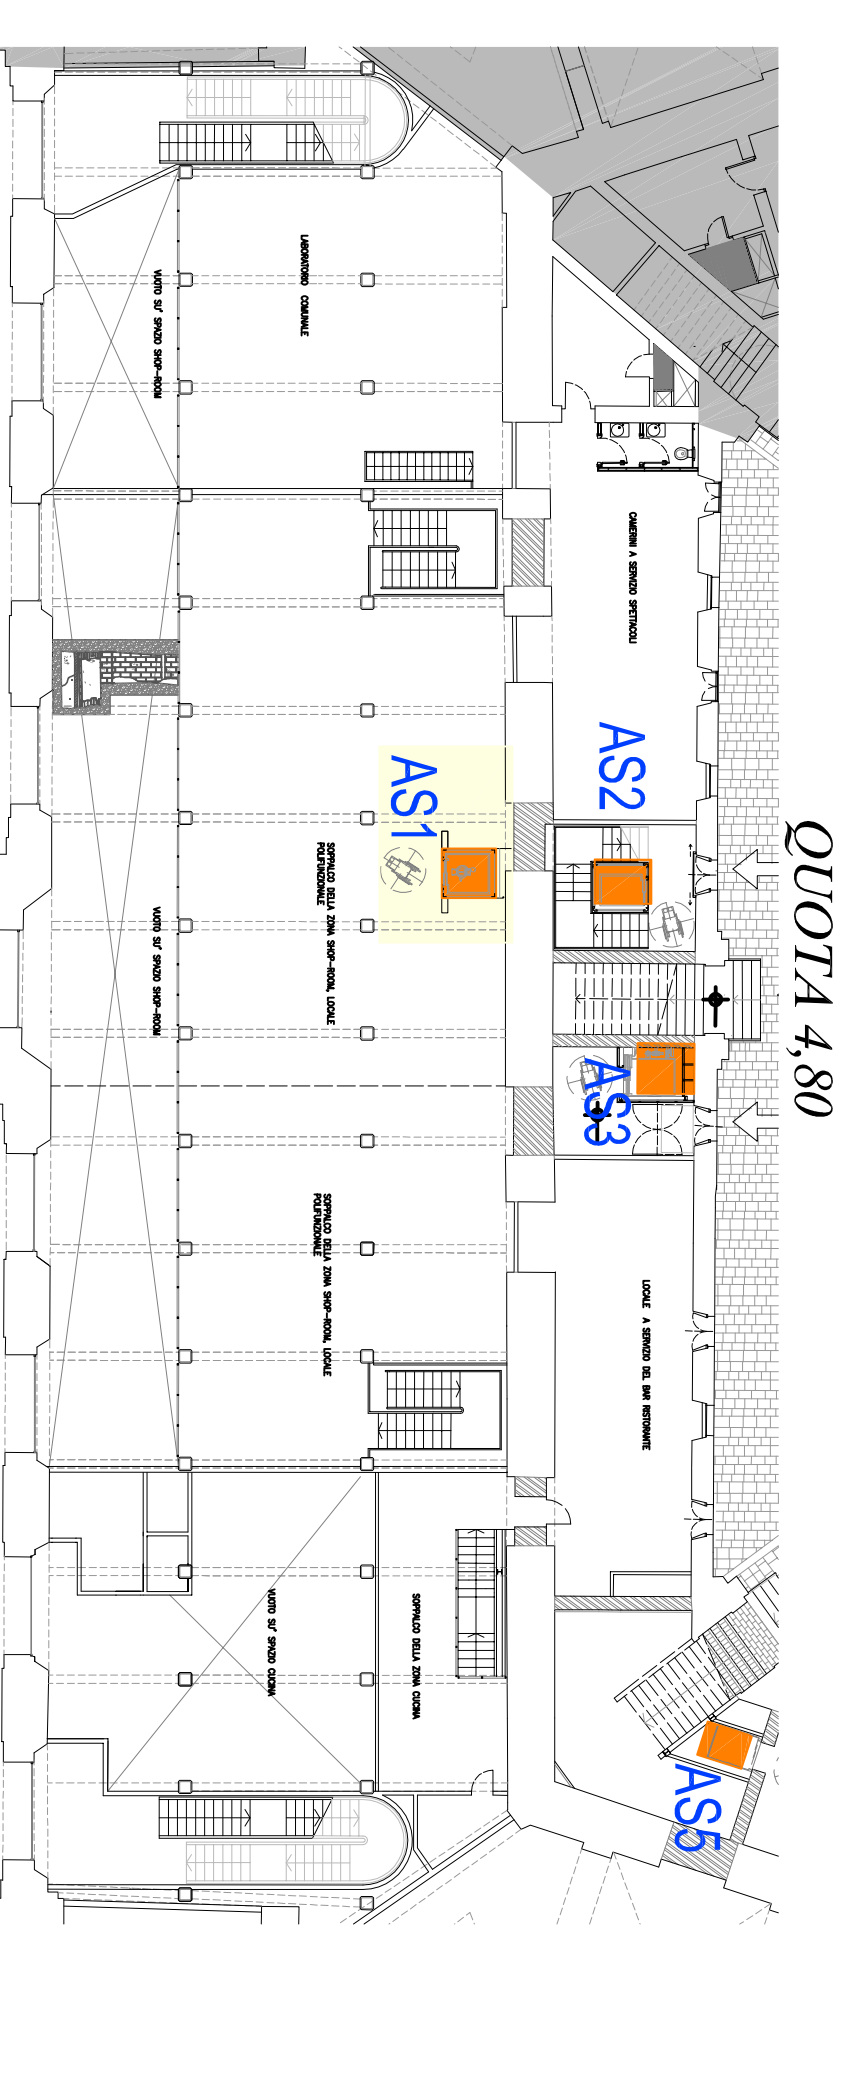 QUOTA 4,80
CAMERINI A SERVIZIO SPETTACOLI
AS2
AS3
LOCALE A SERVIZIO DEL BAR RISTORANTE
AS5
AS1
SOPPALCO DELLA ZONA CUCINA
LABORATORIO COMUNALE
SOPPALCO DELLA ZONA SHOP-ROOM, LOCALE
POLIFUNZIONALE
SOPPALCO DELLA ZONA SHOP-ROOM, LOCALE
POLIFUNZIONALE
VUOTO SU' SPAZIO CUCINA
VUOTO SU' SPAZIO SHOP-ROOM
VUOTO SU' SPAZIO SHOP-ROOM